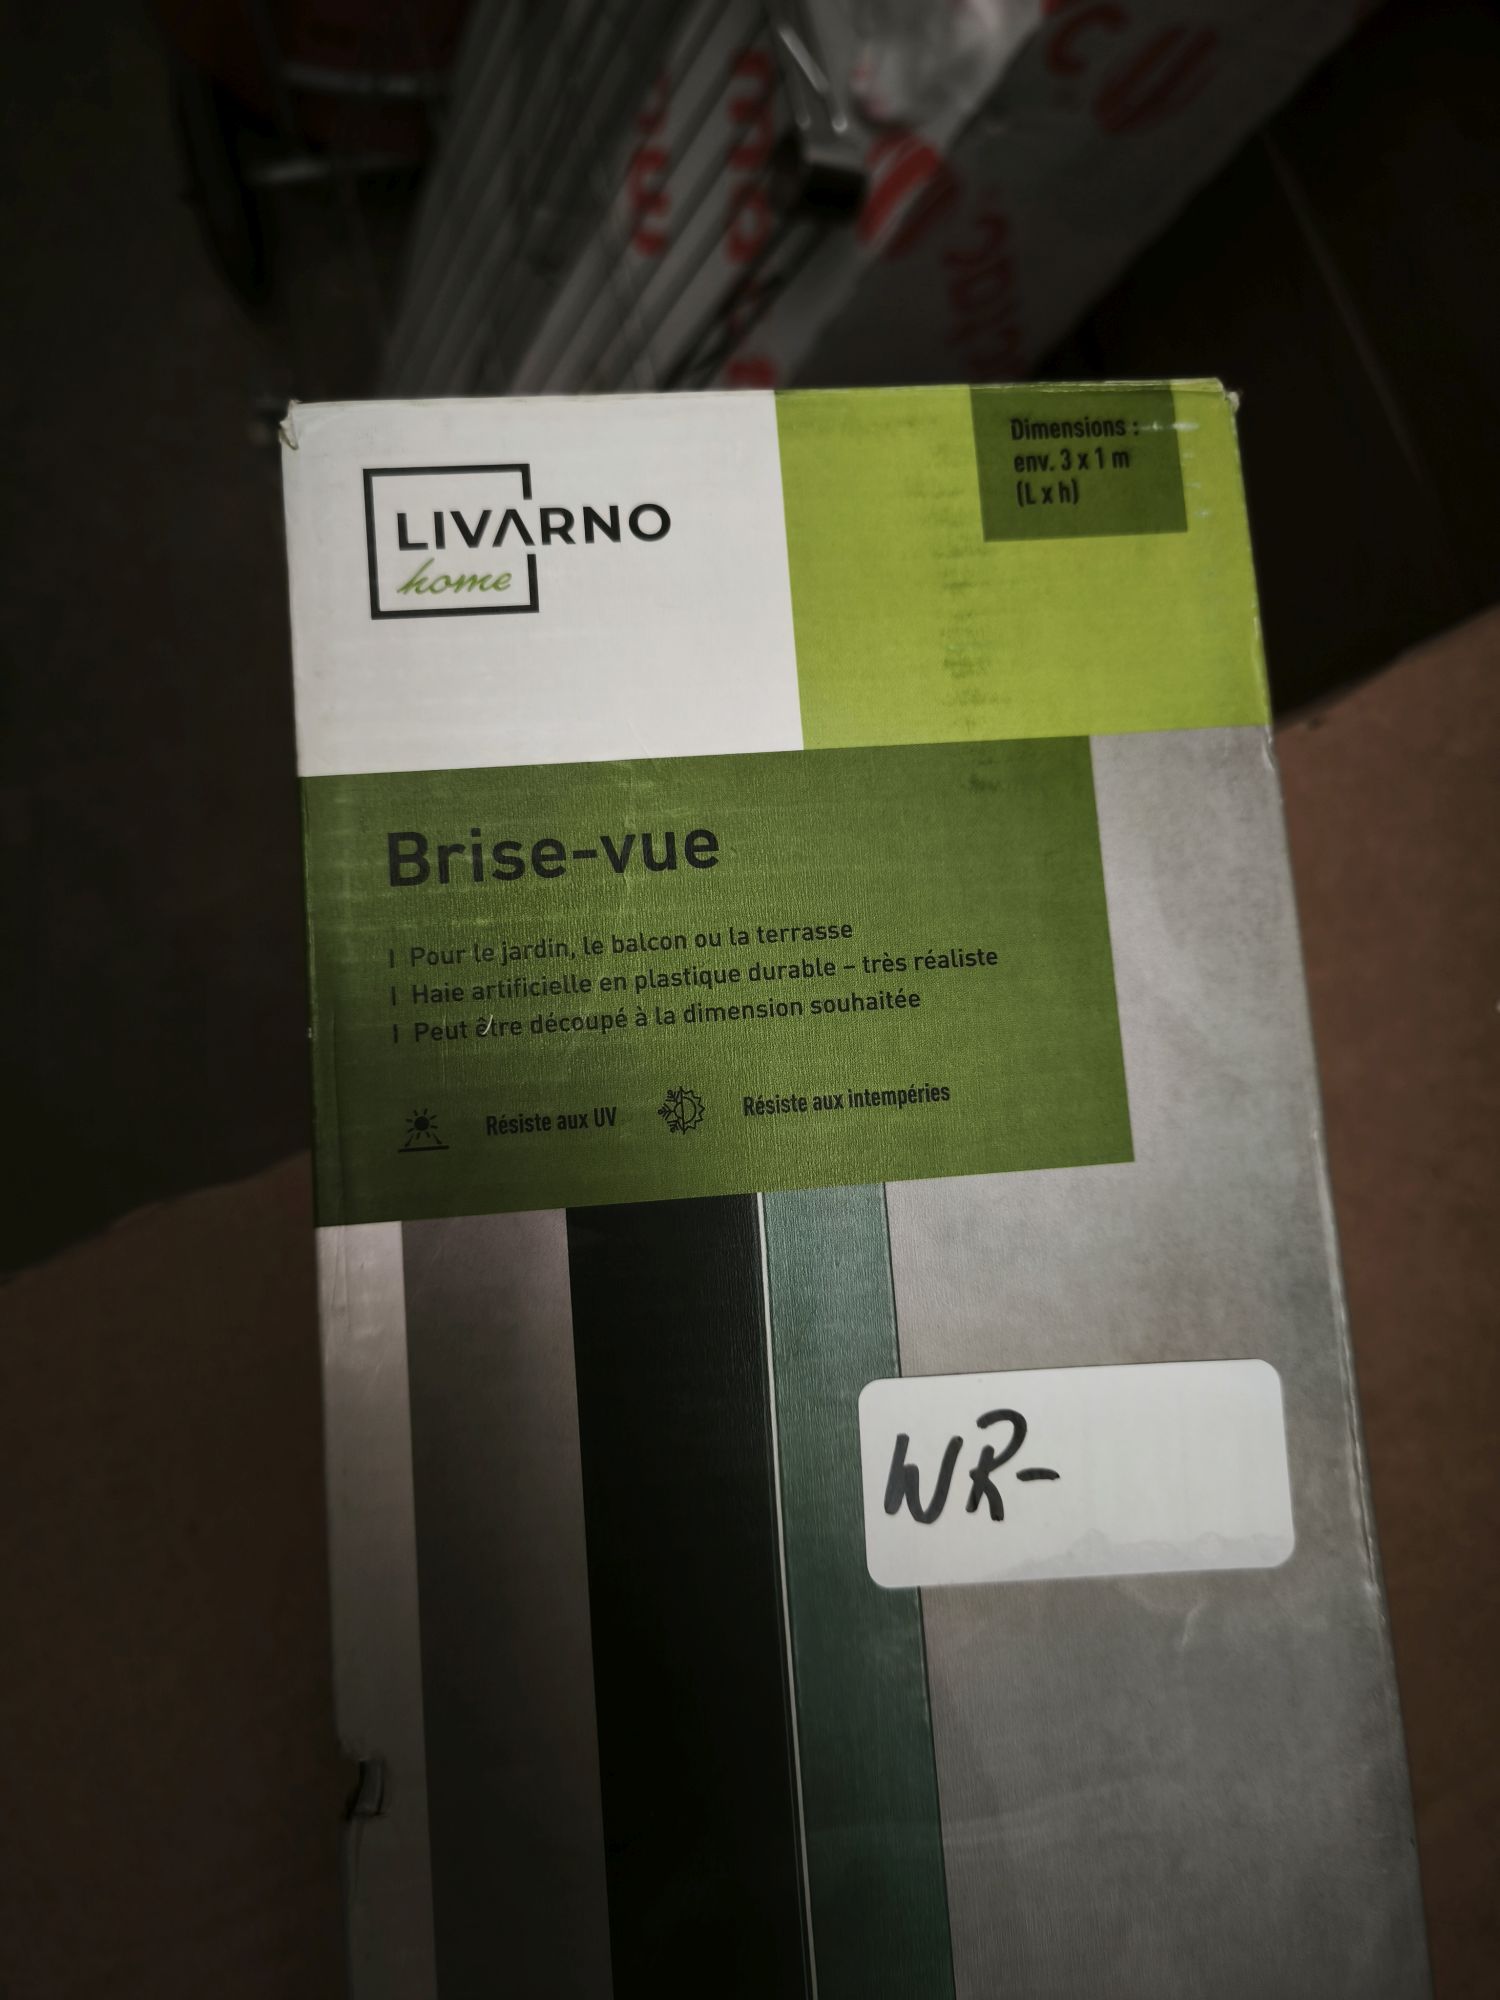 LIVARNO
home
Dimensions :
env. 3 x 1 m
(L x h)
Brise-vue
| Pour le jardin, le balcon ou la terrasse
| Haie artificielle en plastique durable – très réaliste
| Peut être découpé à la dimension souhaitée
Résiste aux UV
Résiste aux intempéries
WR-